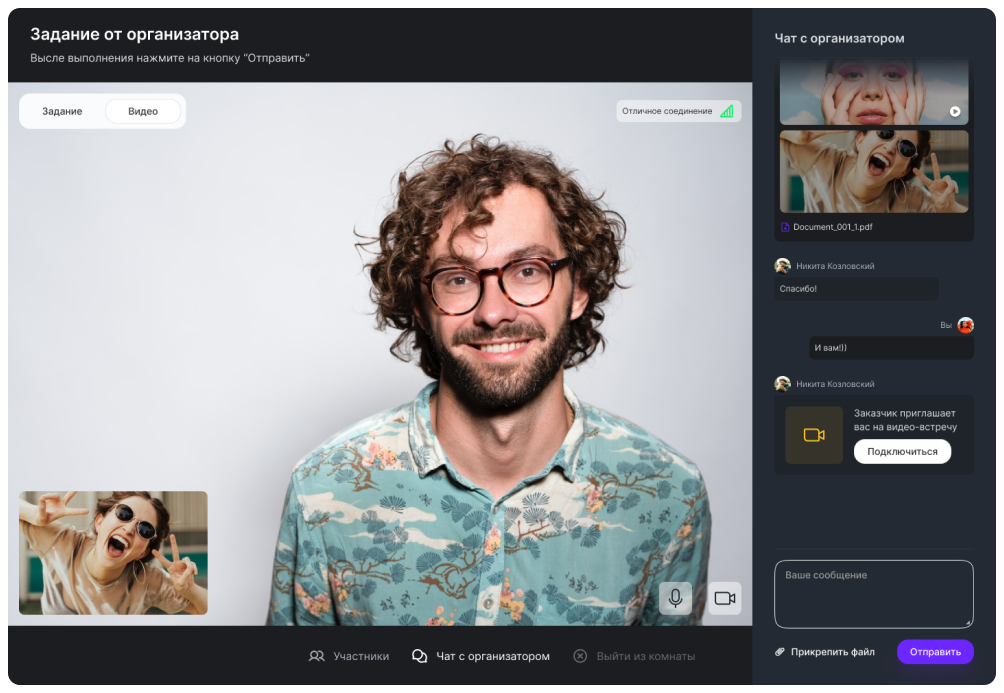 Задание от организатора
Высле выполнения нажмите на кнопку "Отправить"
Задание
Видео
Отличное соединение
Участники
Чат с организатором
Выйти из комнаты
Чат с организатором
Document_001_1.pdf
Никита Козловский
Спасибо!
Вы
И вам!))
Никита Козловский
Заказчик приглашает
вас на видео-встречу
Подключиться
Ваше сообщение
Прикрепить файл
Отправить